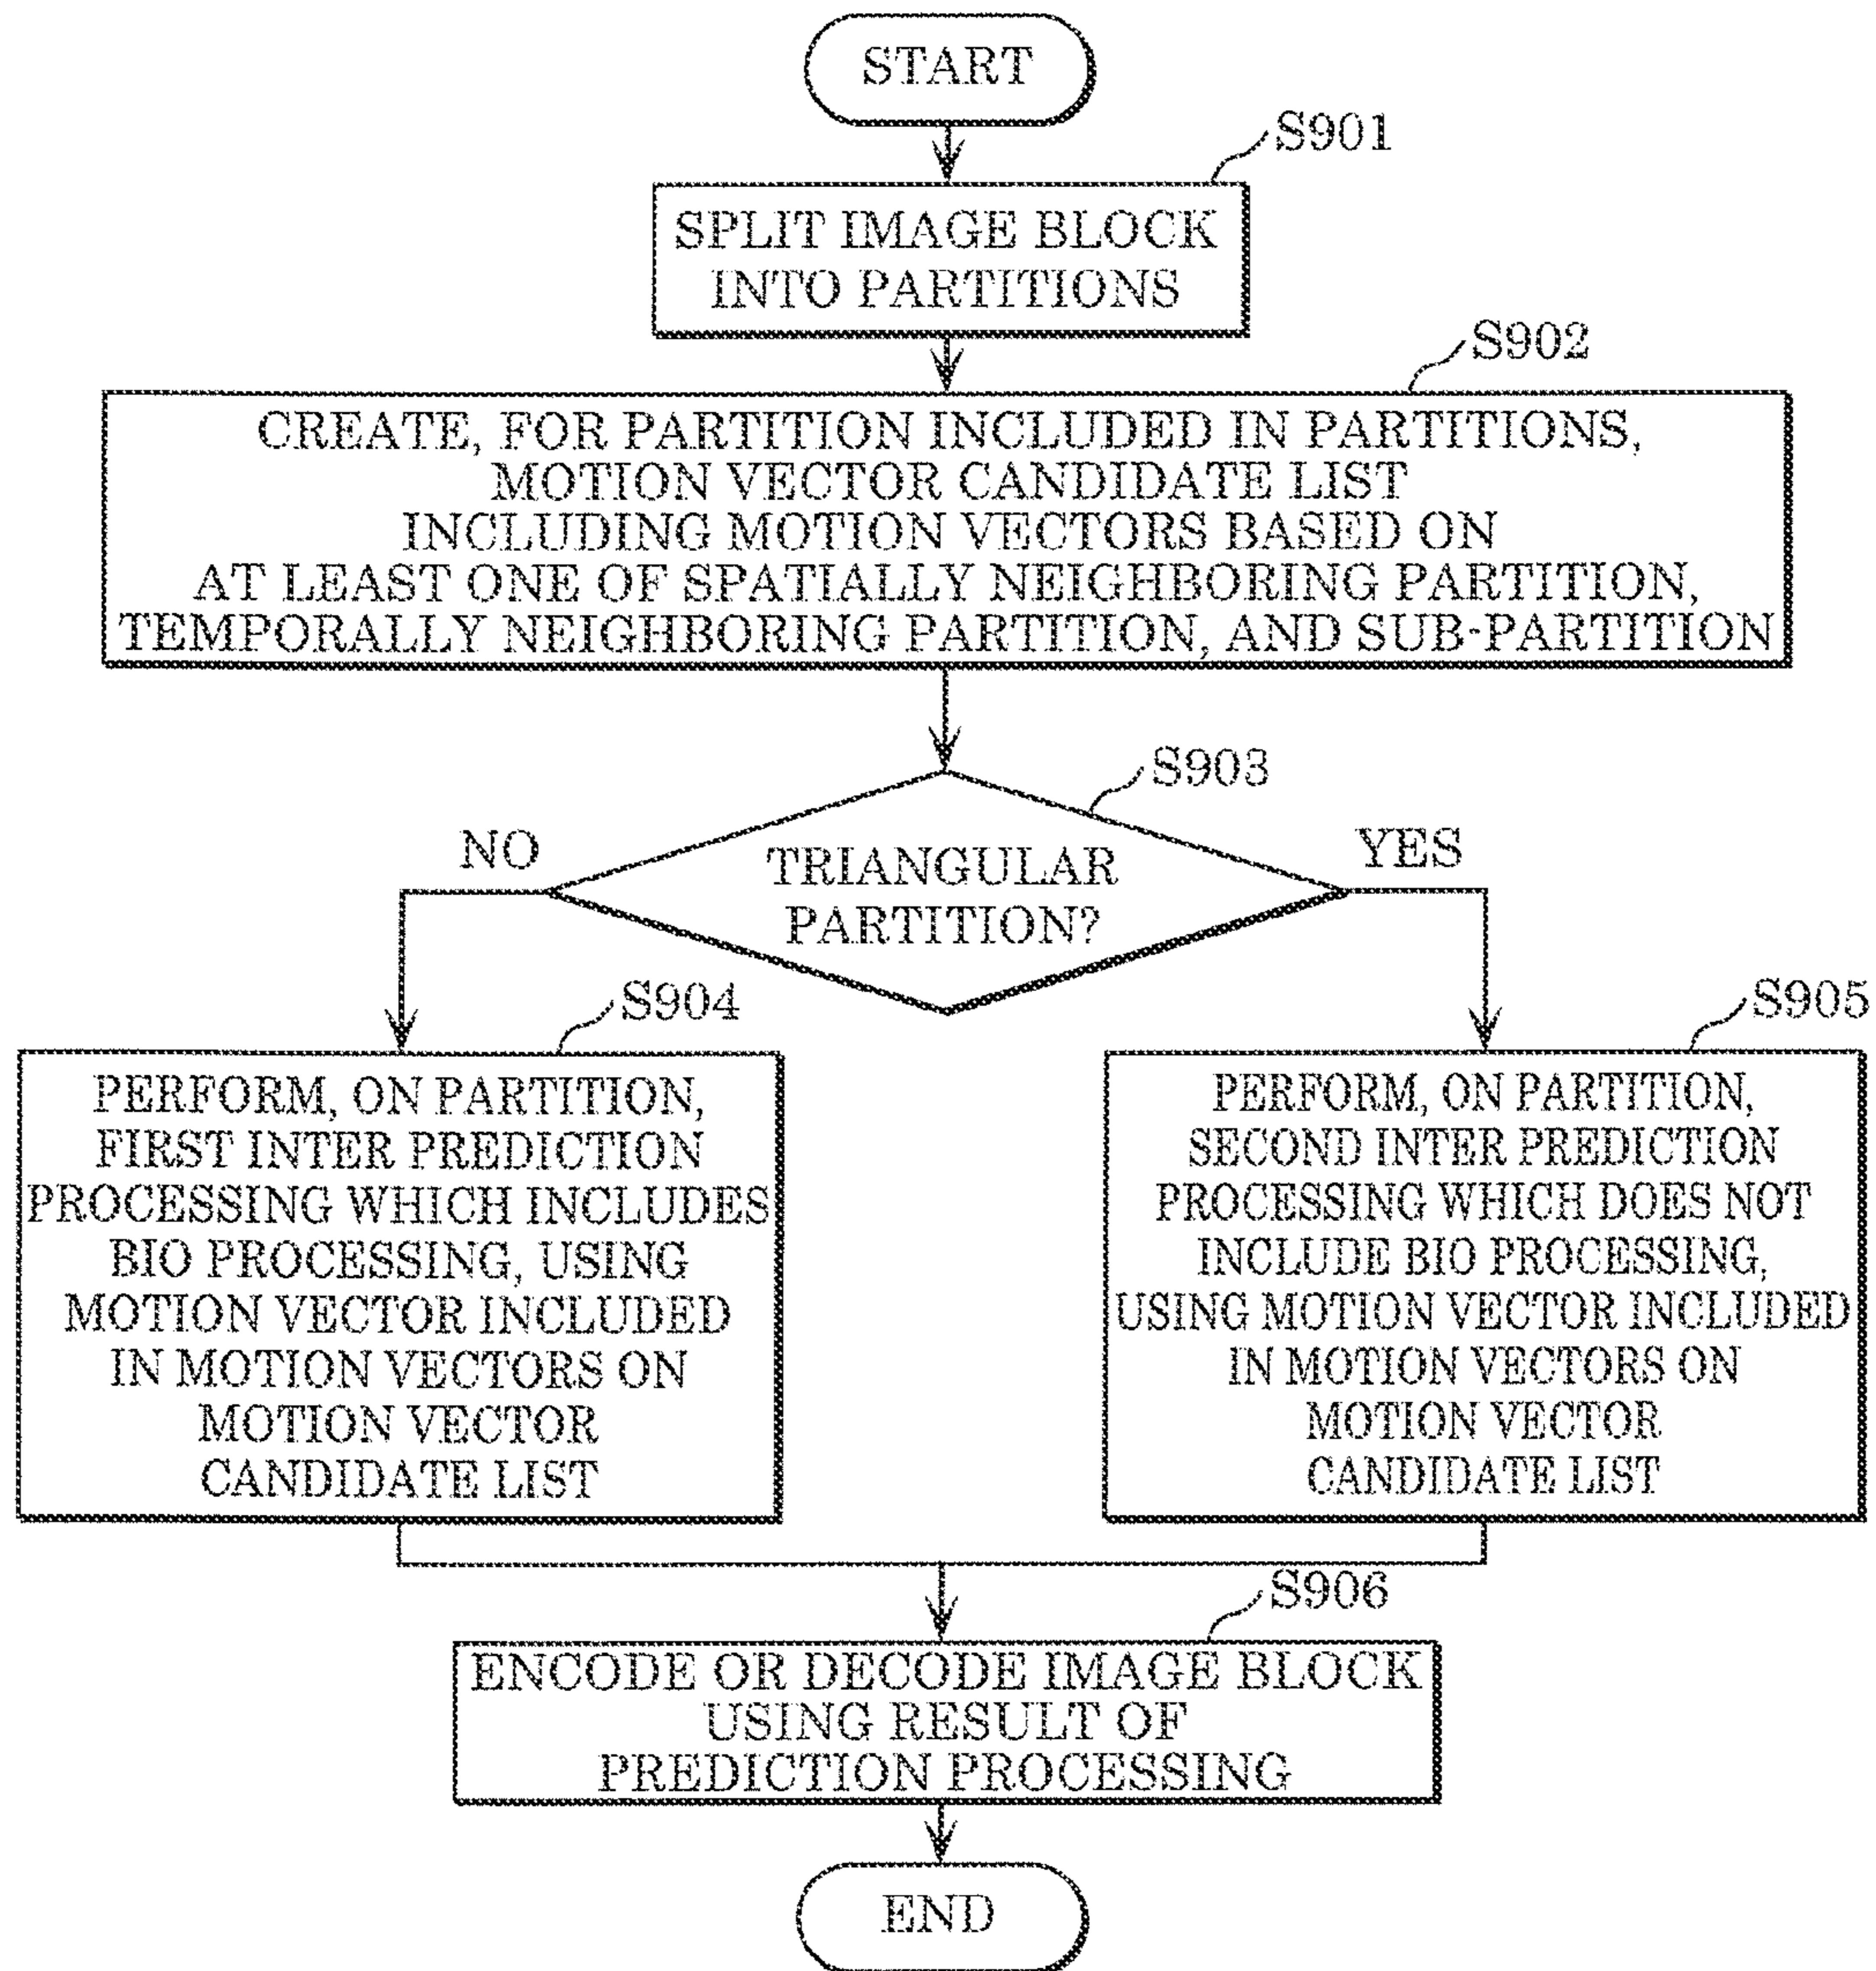 START
S901
SPLIT IMAGE BLOCK
INTO PARTITIONS
S902
CREATE, FOR PARTITION INCLUDED IN PARTITIONS,
MOTION VECTOR CANDIDATE LIST
INCLUDING MOTION VECTORS BASED ON
AT LEAST ONE OF SPATIALLY NEIGHBORING PARTITION,
TEMPORALLY NEIGHBORING PARTITION, AND SUB-PARTITION
S903
NO
YES
TRIANGULAR
PARTITION?
S904
PERFORM, ON PARTITION,
FIRST INTER PREDICTION
PROCESSING WHICH INCLUDES
BIO PROCESSING, USING
MOTION VECTOR INCLUDED
IN MOTION VECTORS ON
MOTION VECTOR
CANDIDATE LIST
S905
PERFORM, ON PARTITION,
SECOND INTER PREDICTION
PROCESSING WHICH DOES NOT
INCLUDE BIO PROCESSING,
USING MOTION VECTOR INCLUDED
IN MOTION VECTORS ON
MOTION VECTOR
CANDIDATE LIST
S906
ENCODE OR DECODE IMAGE BLOCK
USING RESULT OF
PREDICTION PROCESSING
END